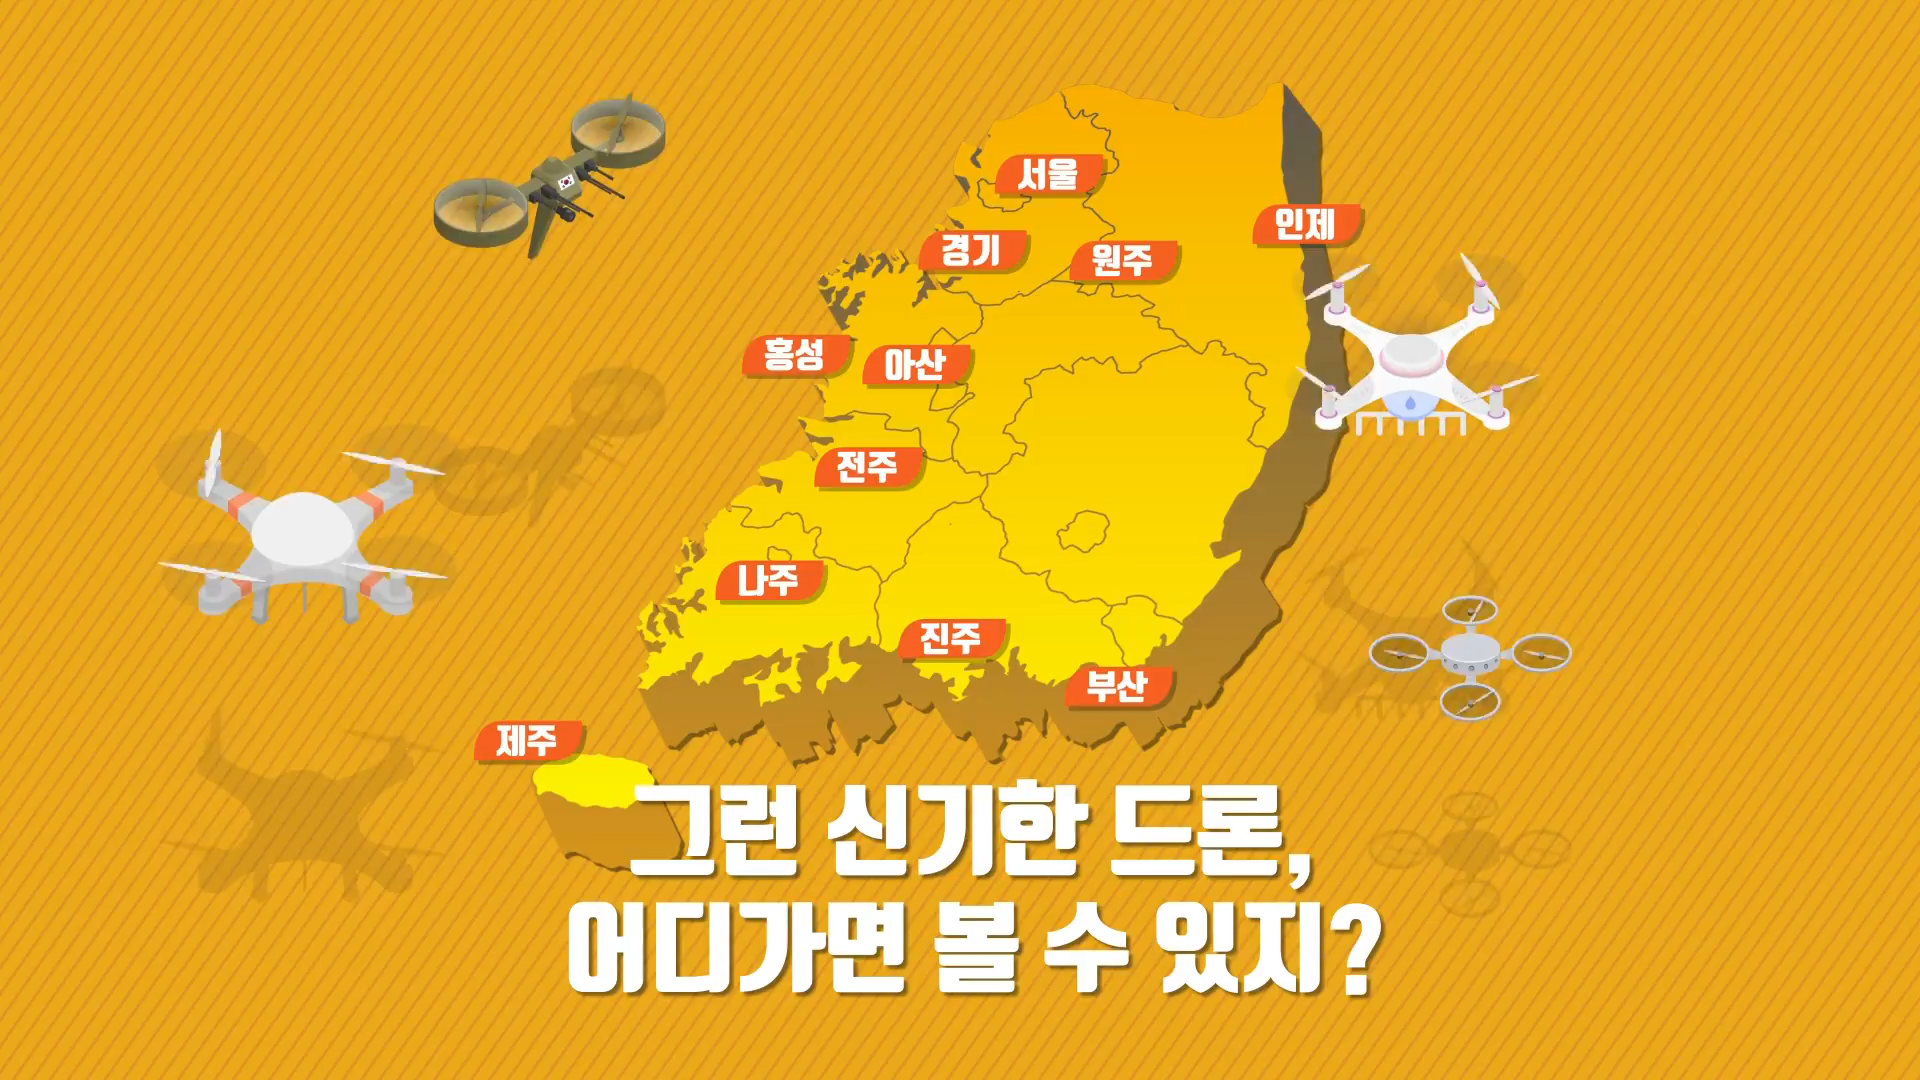 서울
인제
경기
원주
홍성
아산
전주
나주
진주
부산
제주
그런 신기한 드론,
어디가면 볼 수 있지?